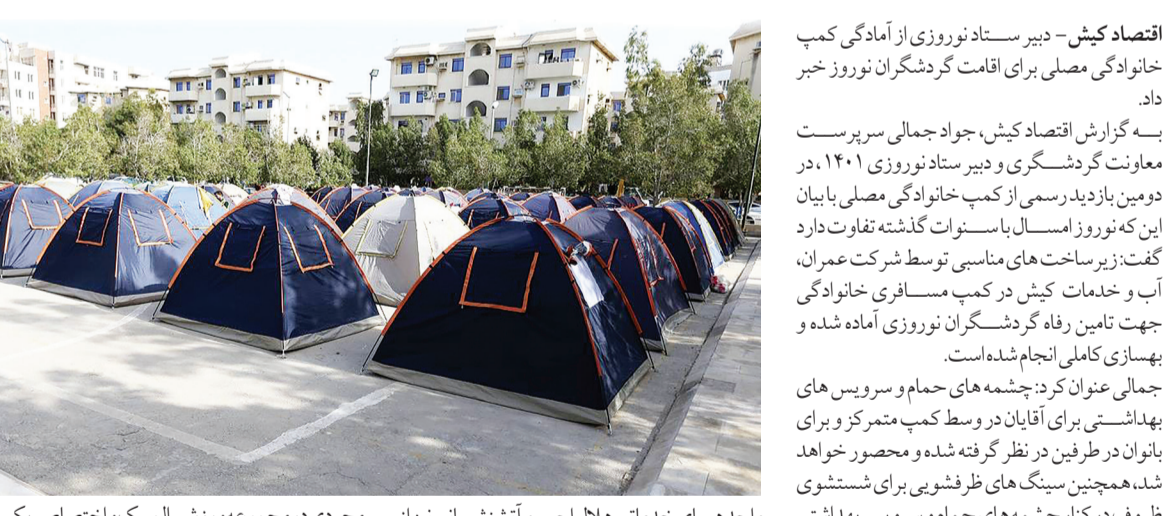 اقتصاد کیش- دبیر ستاد نوروزی از آمادگی کمپ
خانوادگی مصلی برای اقامت گردشگران نوروز خبر
داد.
به گزارش اقتصاد کیش، جواد جمالی سرپرست
معاونت گردشگری و دبیر ستاد نوروزی ۱۴۰۱، در
دومین بازدید رسمی از کمپ خانوادگی مصلی با بیان
این که نوروز امسال با سنوات گذشته تفاوت دارد
گفت: زیرساخت های مناسبی توسط شرکت عمران،
آب و خدمات کیش در کمپ مسافری خانوادگی
جهت تامین رفاه گردشگران نوروزی آماده شده و
بهسازی کاملی انجام شده است.
جمالی عنوان کرد: چشمه های حمام و سرویس های
بهداشتی برای آقایان در وسط کمپ متمرکز و برای
بانوان در طرفین در نظر گرفته شده و محصور خواهد
شد، همچنین سینگ های ظرفشویی برای شستشوی